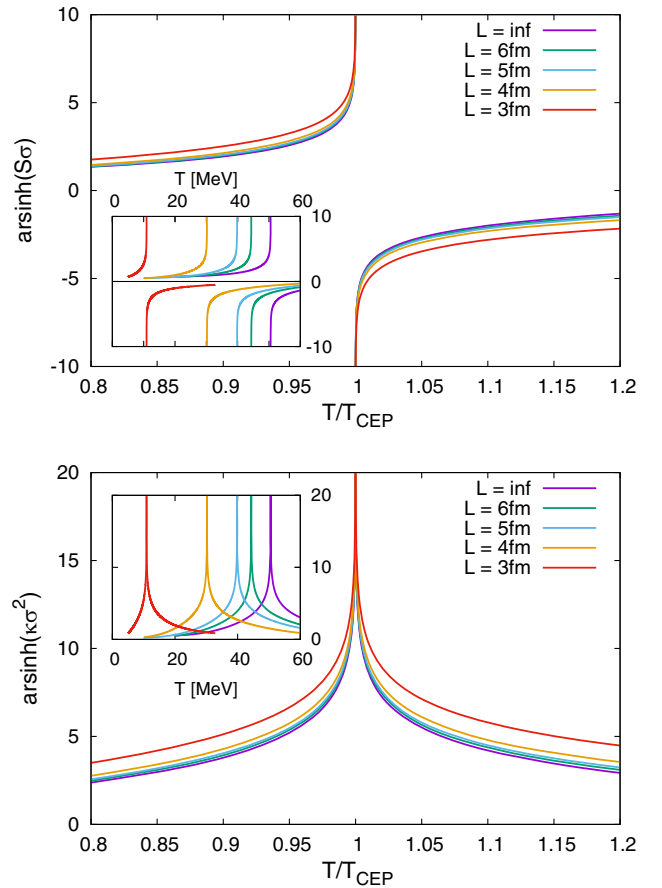 10
5
0
-5
-10
arsinh(Sσ)
L = inf
L = 6fm
L = 5fm
L = 4fm
L = 3fm
T [MeV]
0 20 40 60
10
0
-10
0.8 0.85 0.9 0.95 1 1.05 1.1 1.15 1.2
T/T_CEP
20
15
10
5
0
arsinh(κσ²)
L = inf
L = 6fm
L = 5fm
L = 4fm
L = 3fm
20
10
0
0 20 40 60
T [MeV]
0.8 0.85 0.9 0.95 1 1.05 1.1 1.15 1.2
T/T_CEP